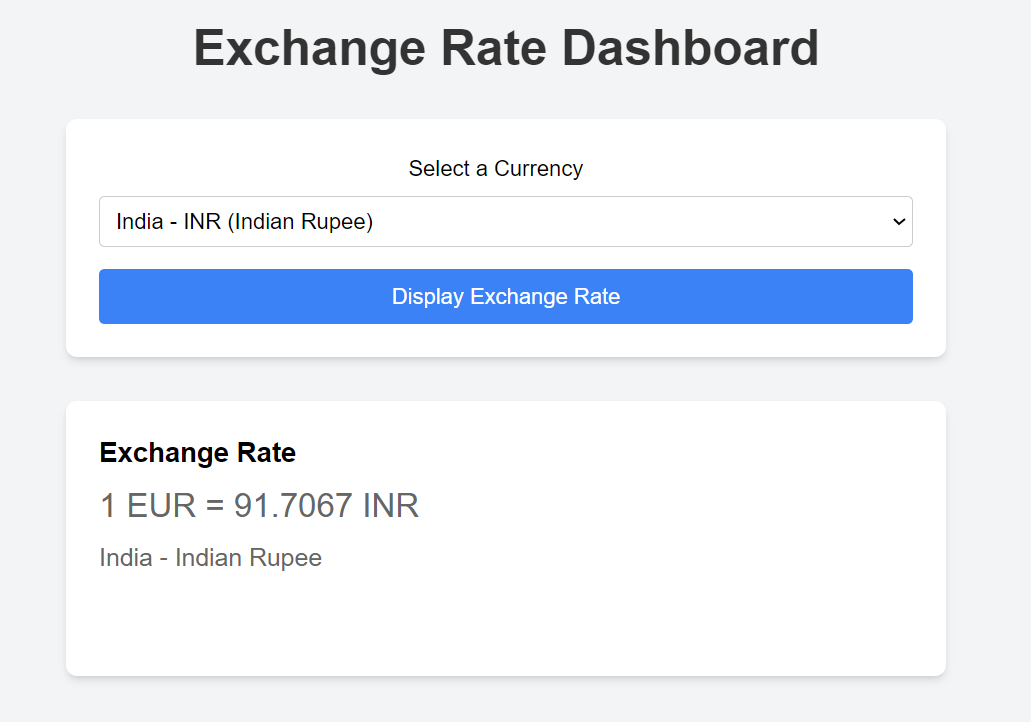 Exchange Rate Dashboard
Select a Currency
India - INR (Indian Rupee)
Display Exchange Rate
Exchange Rate
1 EUR = 91.7067 INR
India - Indian Rupee